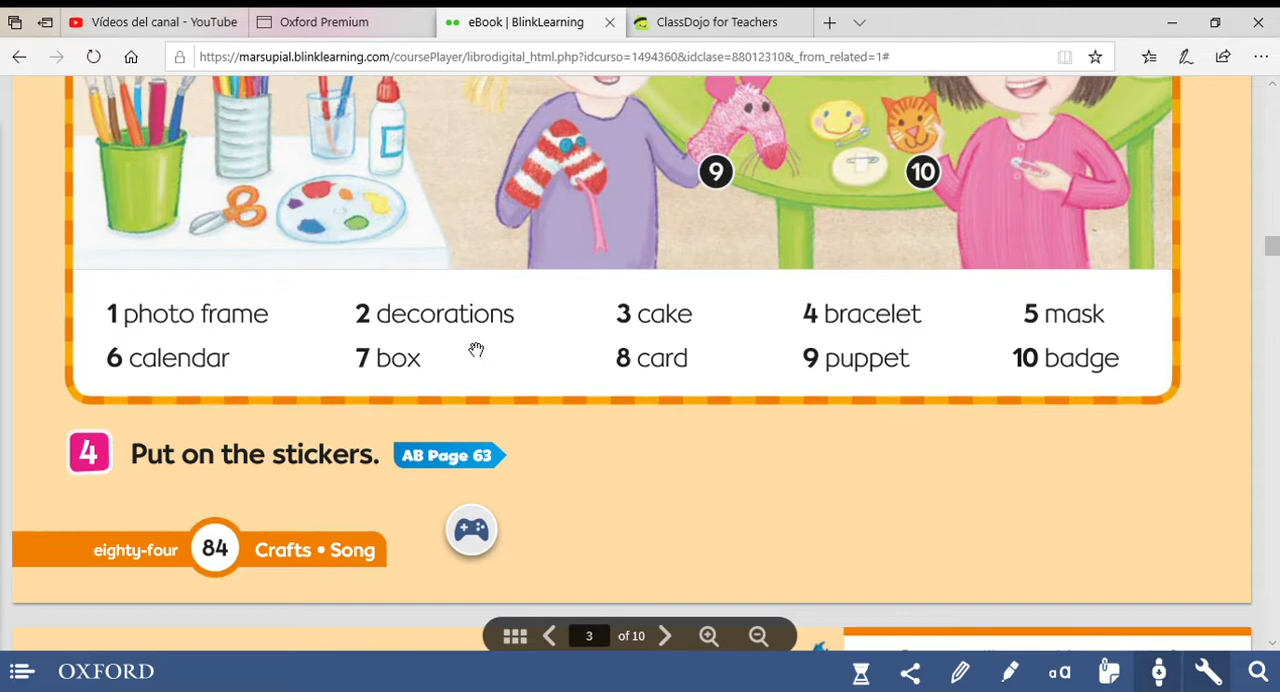 Vídeos del canal - YouTube
Oxford Premium
eBook | BlinkLearning
ClassDojo for Teachers
https://marsupial.blinklearning.com/coursePlayer/librodigital_html.php?idcurso=1494360&idclase=88012310&_from_related=1#
9
10
1 photo frame
2 decorations
3 cake
4 bracelet
5 mask
6 calendar
7 box
8 card
9 puppet
10 badge
4 Put on the stickers. AB Page 63
eighty-four 84 Crafts • Song
3 of 10
OXFORD
aa